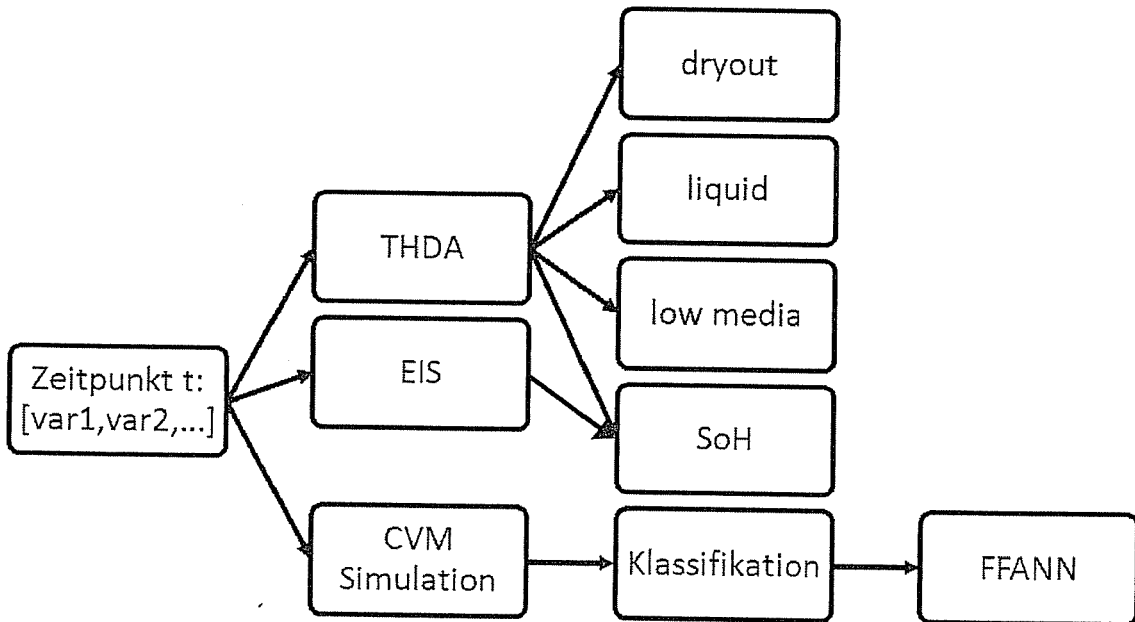 Zeitpunkt t:
[var1,var2,...]
THDA
EIS
CVM
Simulation
dryout
liquid
low media
SoH
Klassifikation
FFANN